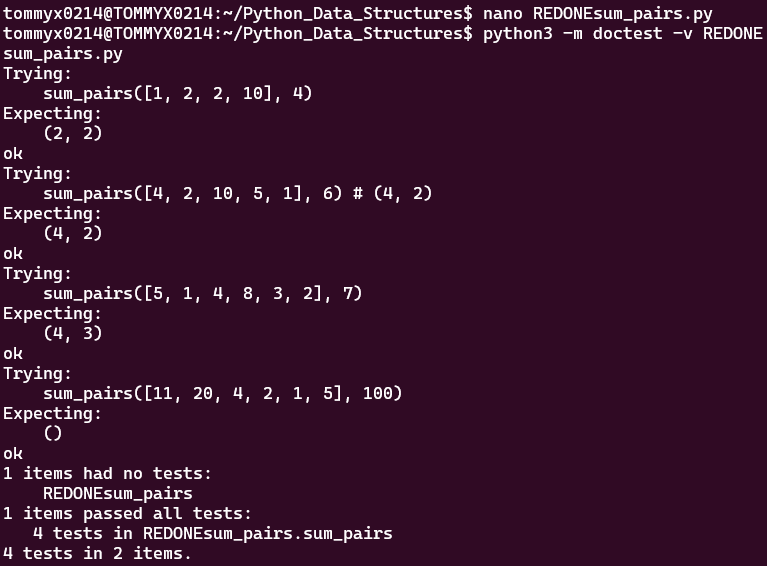 tommyx0214@TOMMYX0214:~/Python_Data_Structures$ nano REDONEsum_pairs.py
tommyx0214@TOMMYX0214:~/Python_Data_Structures$ python3 -m doctest -v REDONE
sum_pairs.py
Trying:
    sum_pairs([1, 2, 2, 10], 4)
Expecting:
    (2, 2)
ok
Trying:
    sum_pairs([4, 2, 10, 5, 1], 6) # (4, 2)
Expecting:
    (4, 2)
ok
Trying:
    sum_pairs([5, 1, 4, 8, 3, 2], 7)
Expecting:
    (4, 3)
ok
Trying:
    sum_pairs([11, 20, 4, 2, 1, 5], 100)
Expecting:
    ()
ok
1 items had no tests:
    REDONEsum_pairs
1 items passed all tests:
   4 tests in REDONEsum_pairs.sum_pairs
4 tests in 2 items.